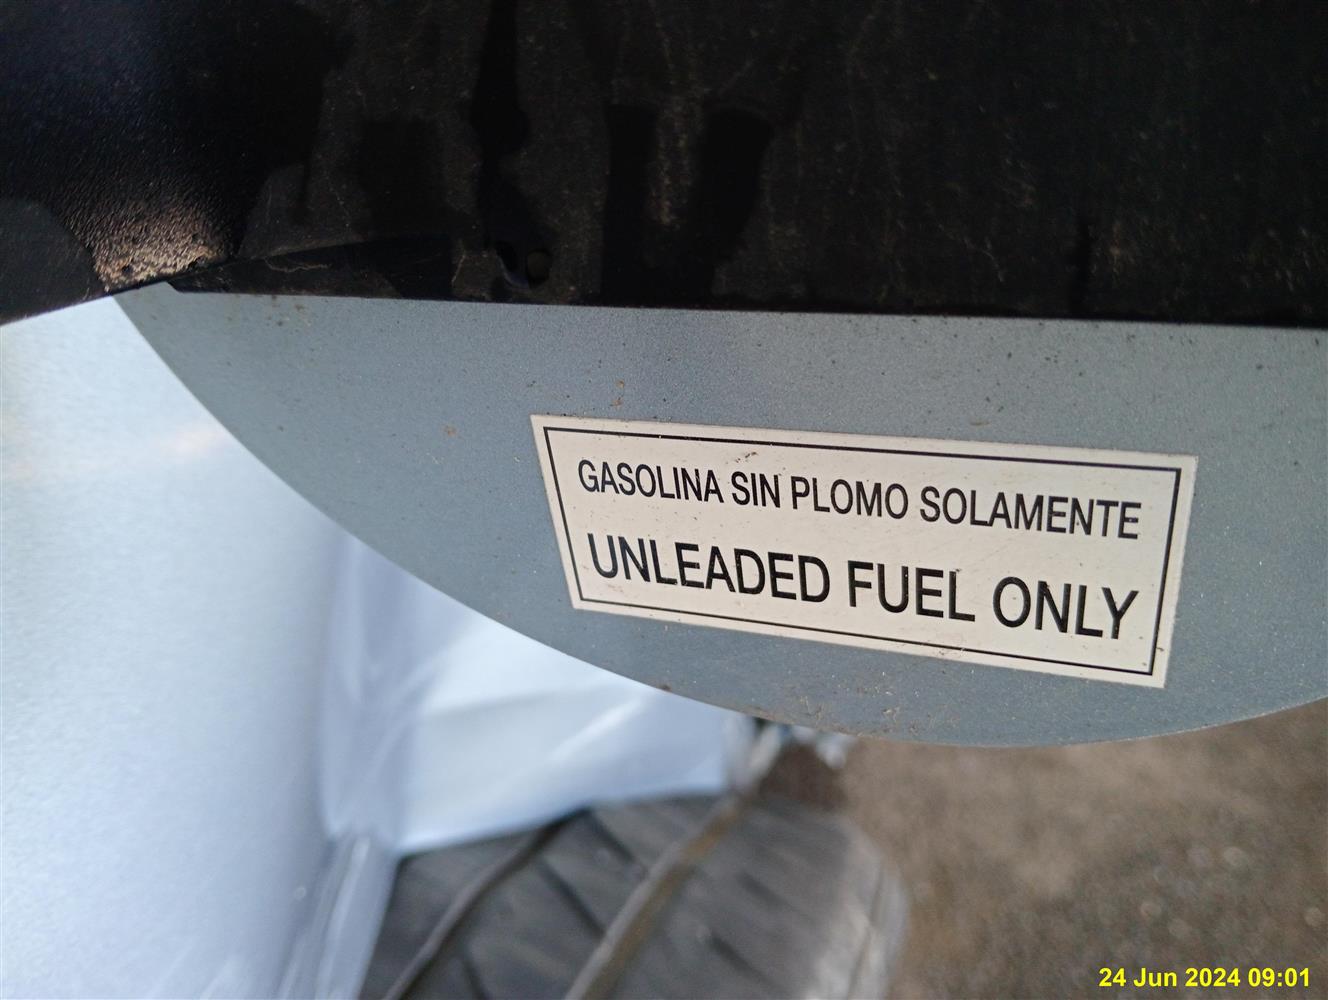 GASOLINA SIN PLOMO SOLAMENTE
UNLEADED FUEL ONLY
24 Jun 2024 09:01